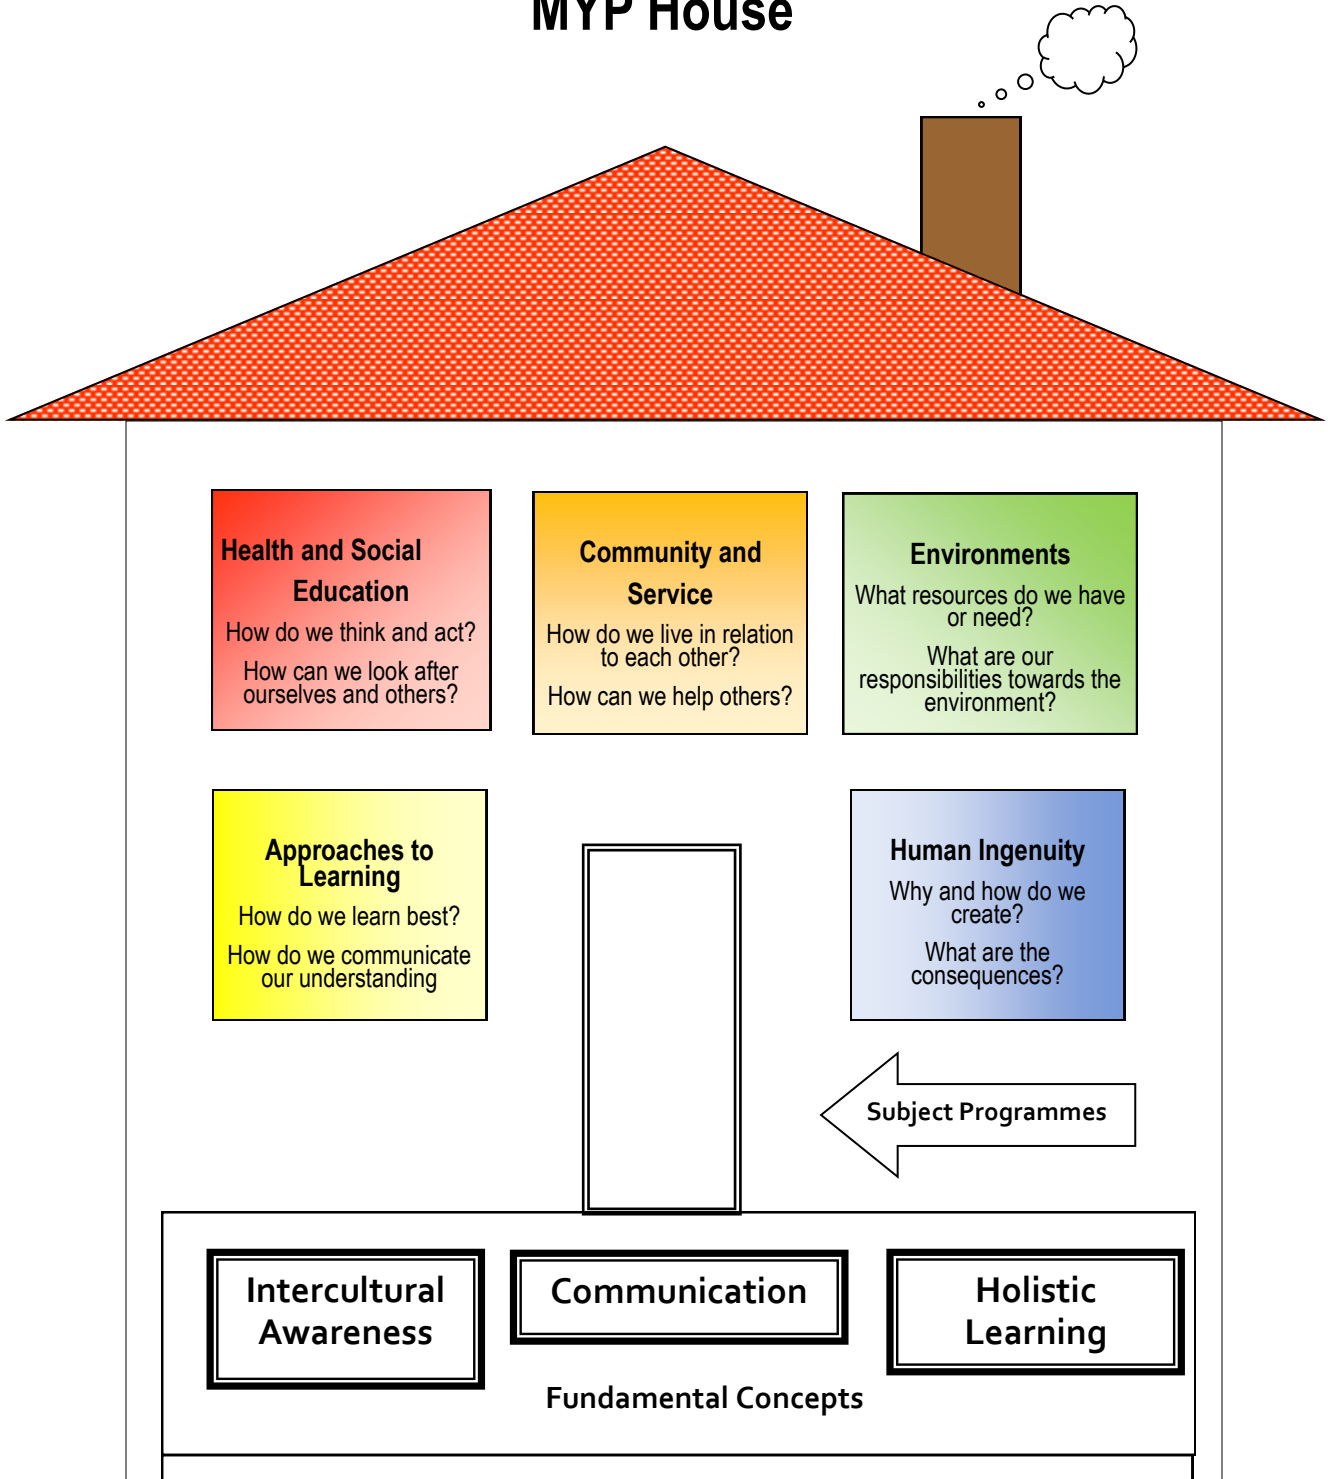 MYP House
Health and Social
Education
How do we think and act?
How can we look after
ourselves and others?
Community and
Service
How do we live in relation
to each other?
How can we help others?
Environments
What resources do we have
or need?
What are our
responsibilities towards the
environment?
Approaches to
Learning
How do we learn best?
How do we communicate
our understanding
Human Ingenuity
Why and how do we
create?
What are the
consequences?
Subject Programmes
Intercultural
Awareness
Communication
Holistic
Learning
Fundamental Concepts